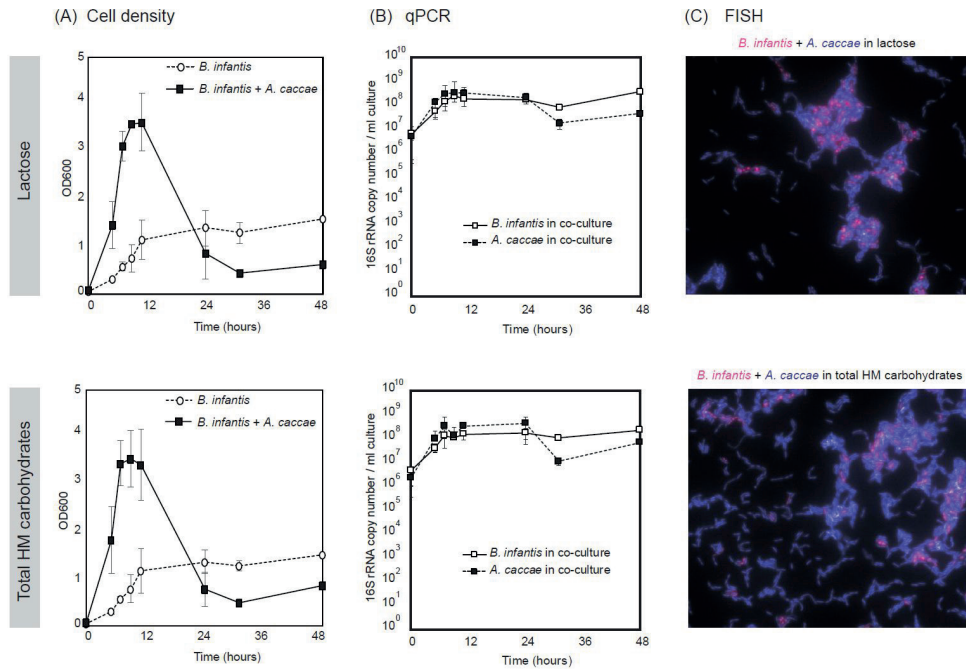 (A) Cell density
(B) qPCR
(C) FISH
Lactose
5
4
3
2
1
0
OD600
B. infantis
B. infantis + A. caccae
0 12 24 36 48
Time (hours)
10^10
10^9
10^8
10^7
10^6
10^5
10^4
10^3
10^2
10^1
10^0
16S rRNA copy number / ml culture
B. infantis in co-culture
A. caccae in co-culture
0 12 24 36 48
Time (hours)
B. infantis + A. caccae in lactose
Total HM carbohydrates
5
4
3
2
1
0
OD600
B. infantis
B. infantis + A. caccae
0 12 24 36 48
Time (hours)
10^10
10^9
10^8
10^7
10^6
10^5
10^4
10^3
10^2
10^1
10^0
16S rRNA copy number / ml culture
B. infantis in co-culture
A. caccae in co-culture
0 12 24 36 48
Time (hours)
B. infantis + A. caccae in total HM carbohydrates